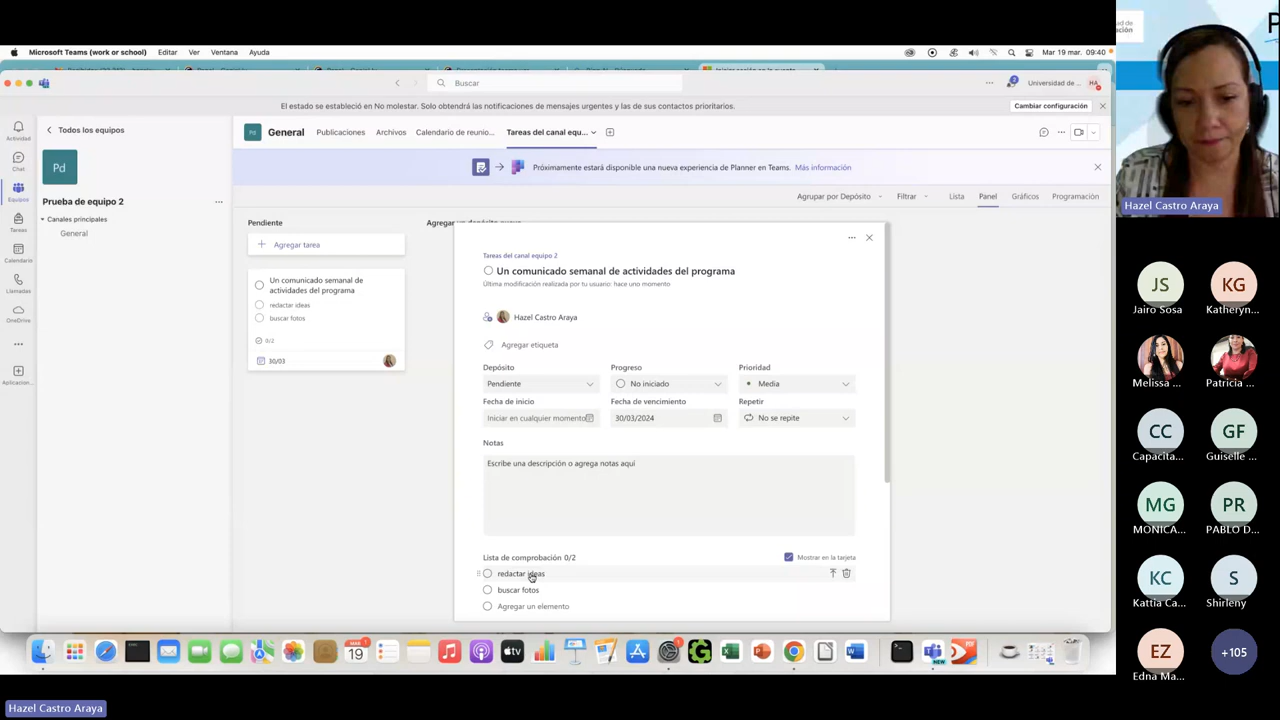 Microsoft Teams (work or school) Editar Ver Ventana Ayuda
Mar 19 mar. 09:40
Buscar
Universidad de ...
HA
El estado se estableció en No molestar. Solo obtendrá las notificaciones de mensajes urgentes y las de sus contactos prioritarios.
Cambiar configuración
Actividad
Chat
Equipos
Tareas
Calendario
Llamadas
OneDrive
Aplicacion...
Todos los equipos
Pd
Prueba de equipo 2
Canales principales
General
General Publicaciones Archivos Calendario de reunio... Tareas del canal equ...
Próximamente estará disponible una nueva experiencia de Planner en Teams. Más información
Agrupar por Depósito Filtrar Lista Panel Gráficos Programación
Pendiente
Agregar tarea
Un comunicado semanal de
actividades del programa
redactar ideas
buscar fotos
0/2
30/03
Tareas del canal equipo 2
Un comunicado semanal de actividades del programa
Última modificación realizada por tu usuario: hace uno momento
Hazel Castro Araya
Agregar etiqueta
Depósito Progreso Prioridad
Pendiente No iniciado Media
Fecha de inicio Fecha de vencimiento Repetir
Iniciar en cualquier momento 30/03/2024 No se repite
Notas
Escribe una descripción o agrega notas aquí
Lista de comprobación 0/2
Mostrar en la tarjeta
redactar ideas
buscar fotos
Agregar un elemento
19
NEW
Hazel Castro Araya
Hazel Castro Araya
JS
Jairo Sosa
KG
Katheryn...
Melissa ...
Patricia ...
CC
Capacita...
GF
Guiselle ...
MG
MONICA...
PR
PABLO D...
KC
Kattia Ca...
S
Shirleny
EZ
Edna Ma...
+105